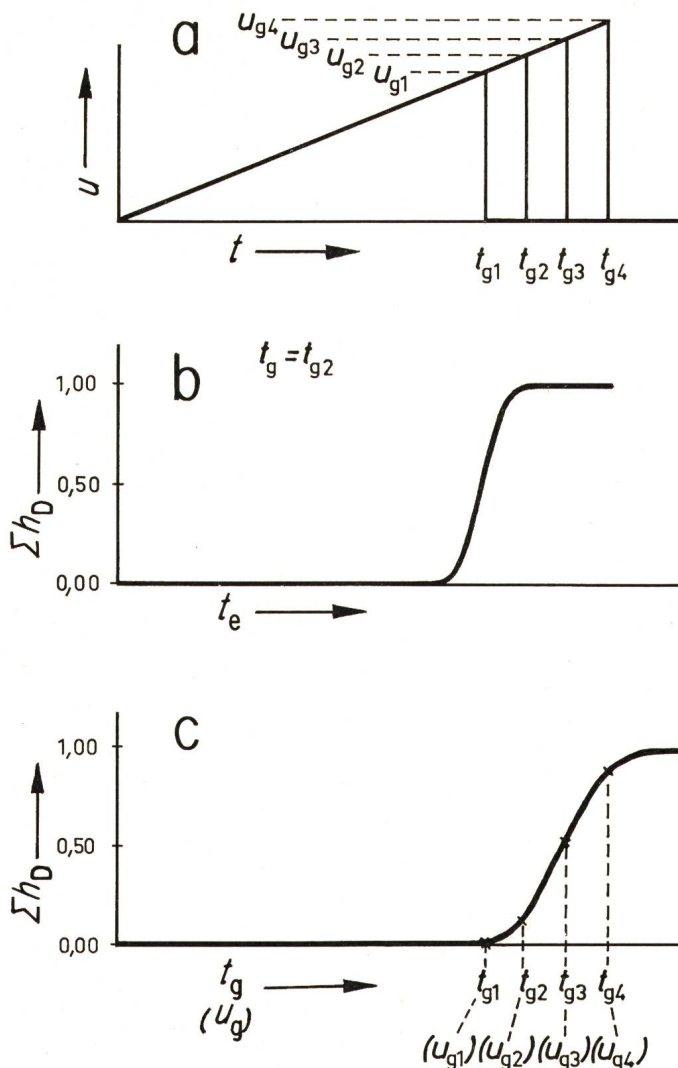 a
u_g4
u_g3
u_g2
u_g1
u
t
t_g1 t_g2 t_g3 t_g4
b
t_g = t_g2
1,00
0,50
0,00
Σh_D
t_e
c
1,00
0,50
0,00
Σh_D
t_g
(u_g)
t_g1 t_g2 t_g3 t_g4
(u_g1)(u_g2)(u_g3)(u_g4)